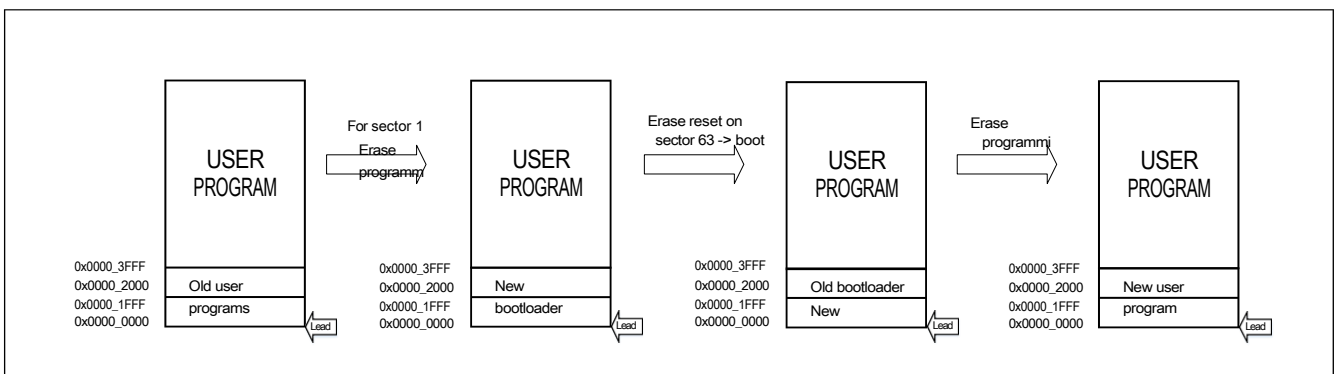 USER
PROGRAM
0x0000_3FFF
0x0000_2000
0x0000_1FFF
0x0000_0000
Old user
programs
Lead
For sector 1
Erase
programm
USER
PROGRAM
0x0000_3FFF
0x0000_2000
0x0000_1FFF
0x0000_0000
New
bootloader
Lead
Erase reset on
sector 63 -> boot
USER
PROGRAM
0x0000_3FFF
0x0000_2000
0x0000_1FFF
0x0000_0000
Old bootloader
New
Lead
Erase
programmi
USER
PROGRAM
0x0000_3FFF
0x0000_2000
0x0000_1FFF
0x0000_0000
New user
program
Lead